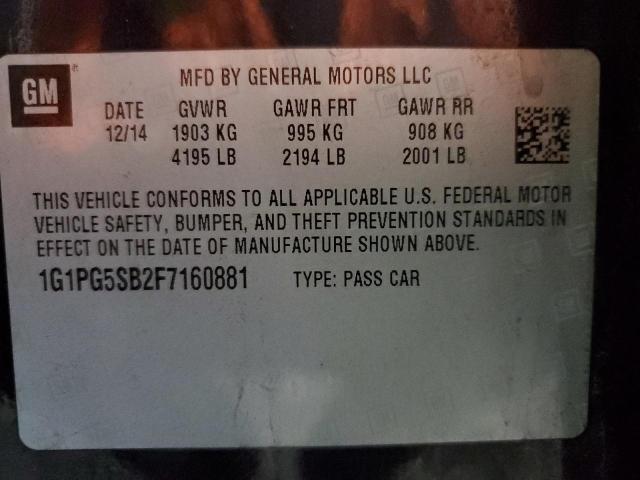 GM
MFD BY GENERAL MOTORS LLC
DATE GVWR GAWR FRT GAWR RR
12/14 1903 KG 995 KG 908 KG
4195 LB 2194 LB 2001 LB
THIS VEHICLE CONFORMS TO ALL APPLICABLE U.S. FEDERAL MOTOR
VEHICLE SAFETY, BUMPER, AND THEFT PREVENTION STANDARDS IN
EFFECT ON THE DATE OF MANUFACTURE SHOWN ABOVE.
1G1PG5SB2F7160881 TYPE: PASS CAR